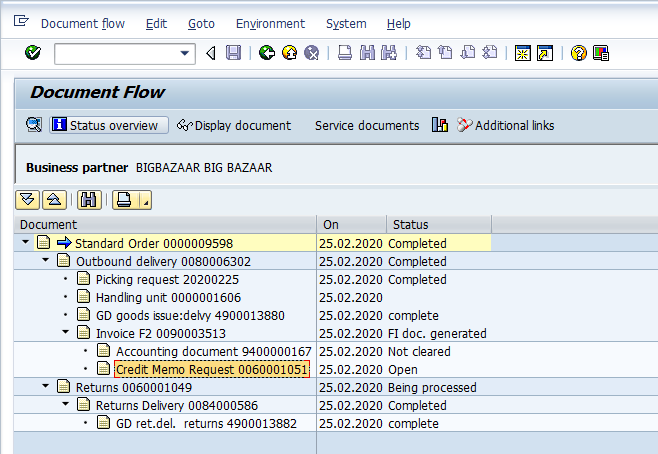 Document flow Edit Goto Environment System Help
Document Flow
Status overview Display document Service documents Additional links
Business partner BIGBAZAAR BIG BAZAAR
Document On Status
Standard Order 0000009598 25.02.2020 Completed
Outbound delivery 0080006302 25.02.2020 Completed
Picking request 20200225 25.02.2020 Completed
Handling unit 0000001606 25.02.2020
GD goods issue:delvy 4900013880 25.02.2020 complete
Invoice F2 0090003513 25.02.2020 FI doc. generated
Accounting document 9400000167 25.02.2020 Not cleared
Credit Memo Request 0060001051 25.02.2020 Open
Returns 0060001049 25.02.2020 Being processed
Returns Delivery 0084000586 25.02.2020 Completed
GD ret.del. returns 4900013882 25.02.2020 complete